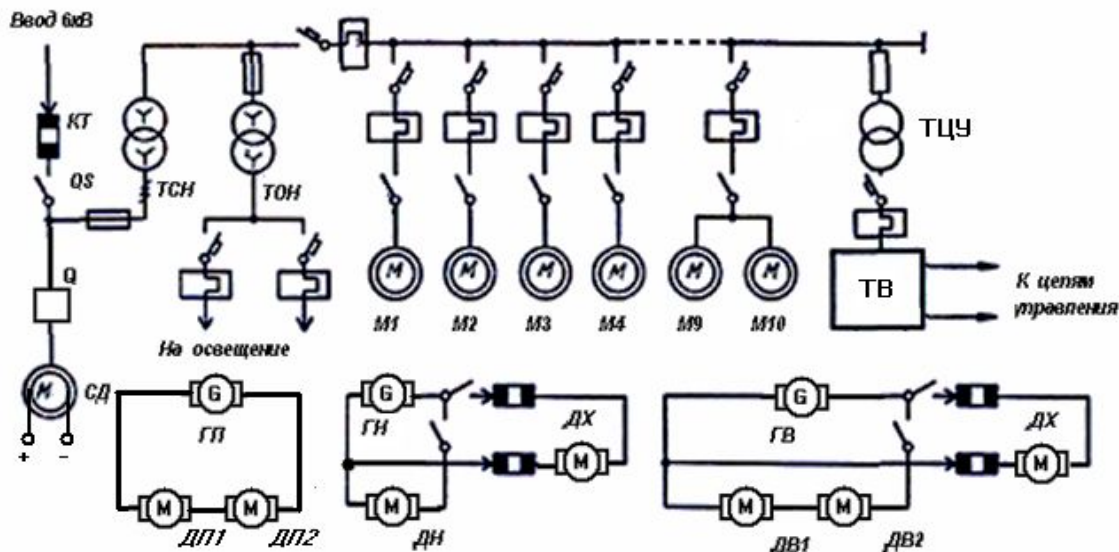 Ввод 6кВ
КТ
QS
ТСН
ТОН
ТЦУ
Q
М
М
М
М
М
М
ТВ
К цепям
управления
М1
М2
М3
М4
М9
М10
На освещение
М
СД
+
-
G
ГП
М
М
ДП1
ДП2
G
ГН
ДХ
М
М
ДН
G
ГВ
ДХ
М
М
М
ДВ1
ДВ2